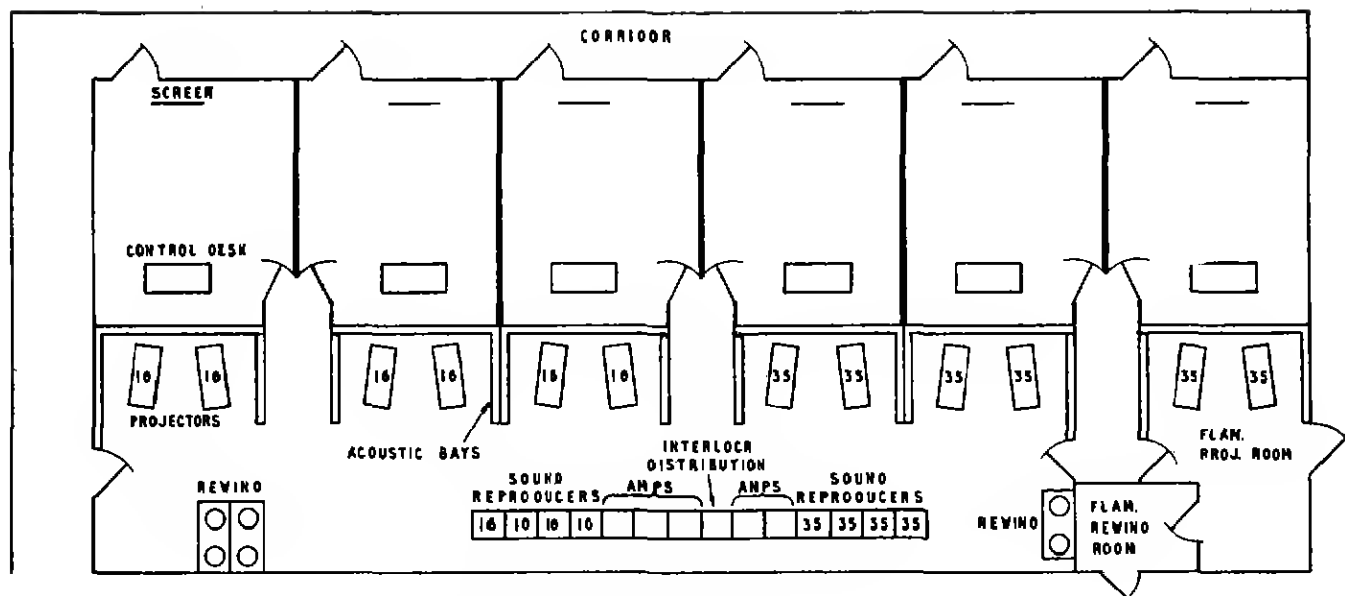 CORRIDOR
SCREEN
CONTROL DESK
16 16 16 16 16 16 35 35 35 35 35 35
PROJECTORS
ACOUSTIC BAYS
INTERLOCK
DISTRIBUTION
FLAM.
PROJ. ROOM
REWIND
SOUND
REPRODUCERS
AMPS
AMPS
SOUND
REPRODUCERS
16 16 16 16 35 35 35 35
REWIND
FLAM.
REWIND
ROOM